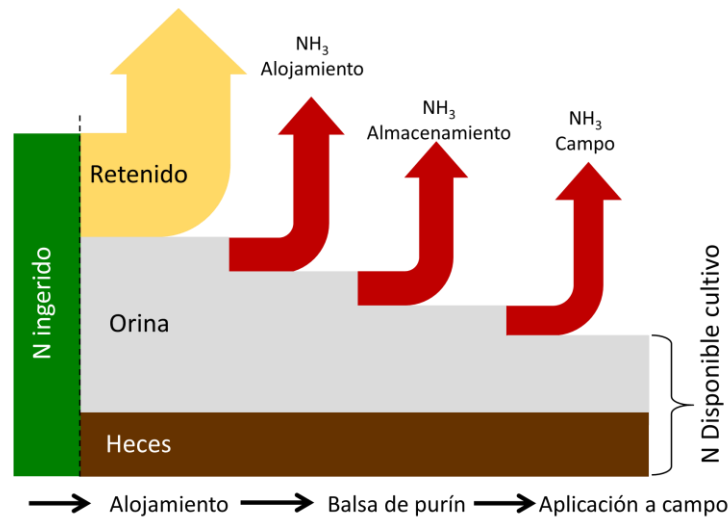 NH₃
Alojamiento
NH₃
Almacenamiento
NH₃
Campo
Retenido
N ingerido
Orina
Heces
N Disponible cultivo
Alojamiento
Balsa de purín
Aplicación a campo